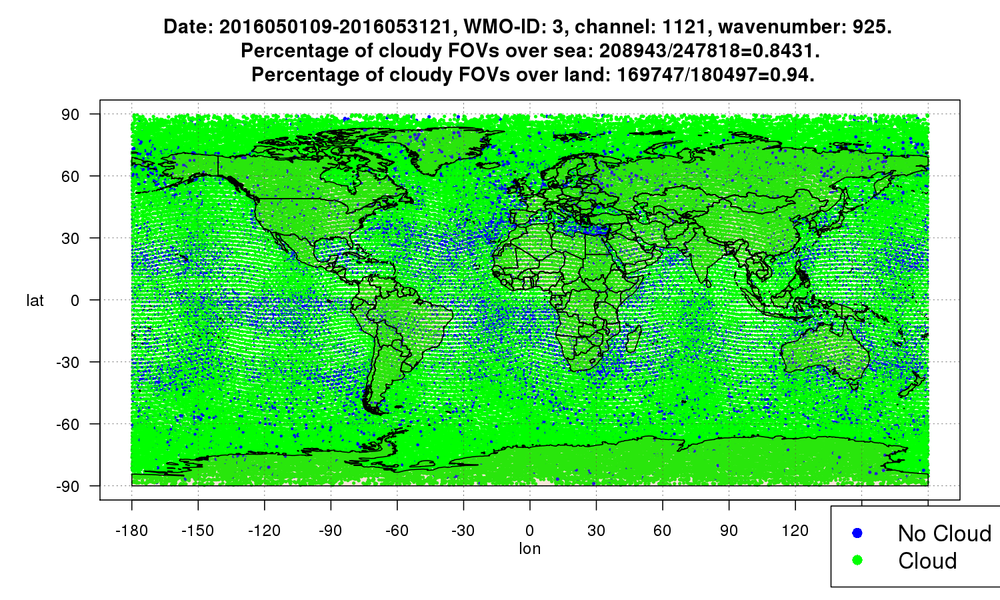 Date: 2016050109-2016053121, WMO-ID: 3, channel: 1121, wavenumber: 925.
Percentage of cloudy FOVs over sea: 208943/247818=0.8431.
Percentage of cloudy FOVs over land: 169747/180497=0.94.
90
60
30
lat
0
-30
-60
-90
-180 -150 -120 -90 -60 -30 0 30 60 90 120
lon
No Cloud
Cloud